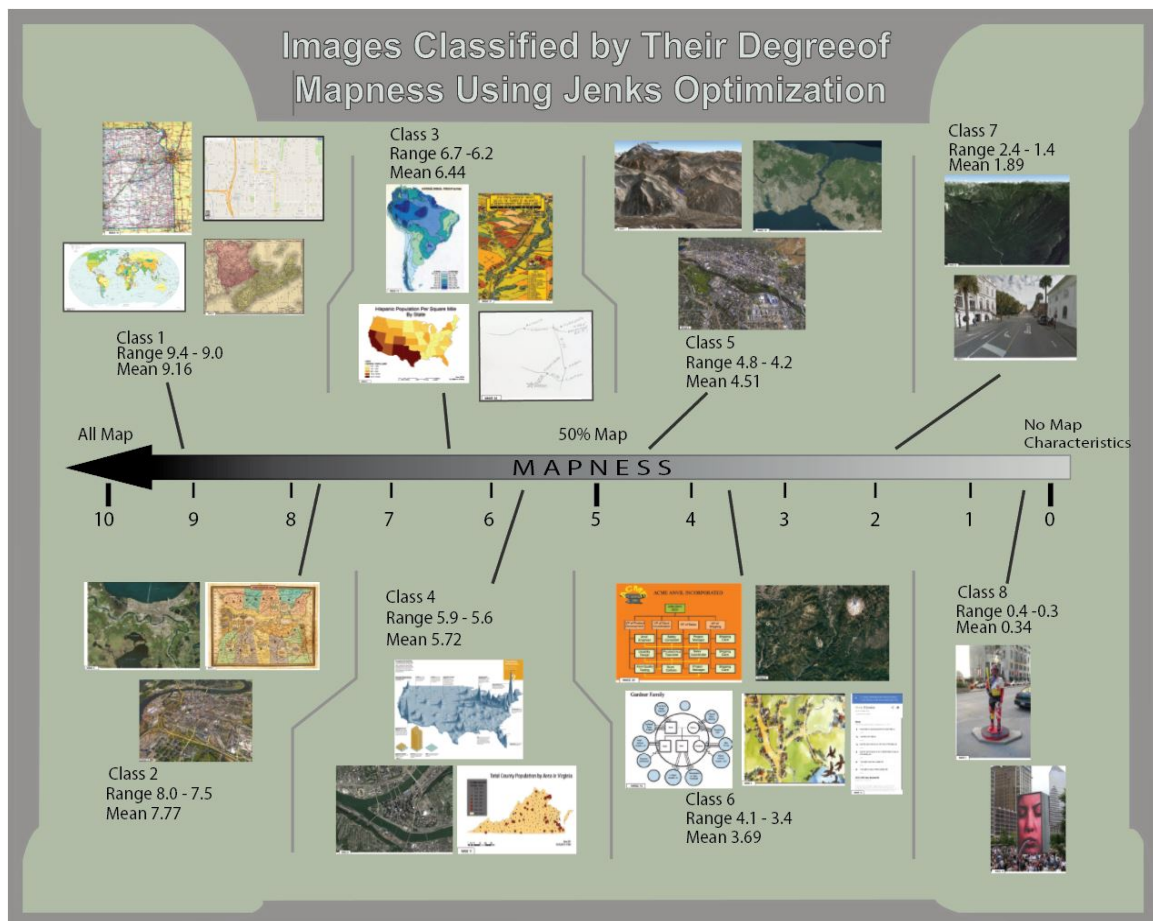 Images Classified by Their Degreeof
Mapness Using Jenks Optimization
Class 1
Range 9.4 - 9.0
Mean 9.16
Class 3
Range 6.7 -6.2
Mean 6.44
Hispanic Population Per Square Mile
By State
Class 5
Range 4.8 - 4.2
Mean 4.51
Class 7
Range 2.4 - 1.4
Mean 1.89
All Map
50% Map
No Map
Characteristics
MAPNESS
10
9
8
7
6
5
4
3
2
1
0
Class 2
Range 8.0 - 7.5
Mean 7.77
Class 4
Range 5.9 - 5.6
Mean 5.72
Total County Population by Area in Virginia
ACME ANVIL INCORPORATED
Gardner Family
Class 6
Range 4.1 - 3.4
Mean 3.69
Class 8
Range 0.4 -0.3
Mean 0.34